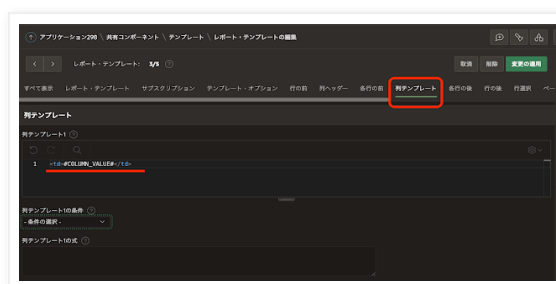 アプリケーション298 \ 共有コンポーネント \ テンプレート \ レポート・テンプレートの編集
レポート・テンプレート: 3/5
取消 削除 変更の適用
すべて表示 レポート・テンプレート サブスクリプション テンプレート・オプション 行の前 列ヘッダー 各行の前 列テンプレート 各行の後 行の後 行選択 ペー
列テンプレート
列テンプレート1
1 <td>#COLUMN_VALUE#</td>
列テンプレート1の条件
- 条件の選択 -
列テンプレート1の式